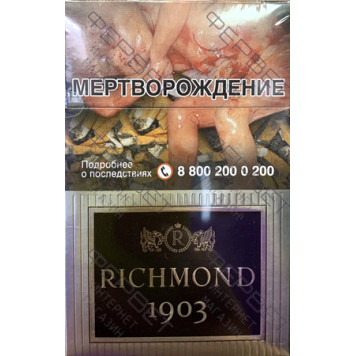 МЕРТВОРОЖДЕНИЕ
Подробнее
о последствиях
8 800 200 0 200
R
RICHMOND
1903